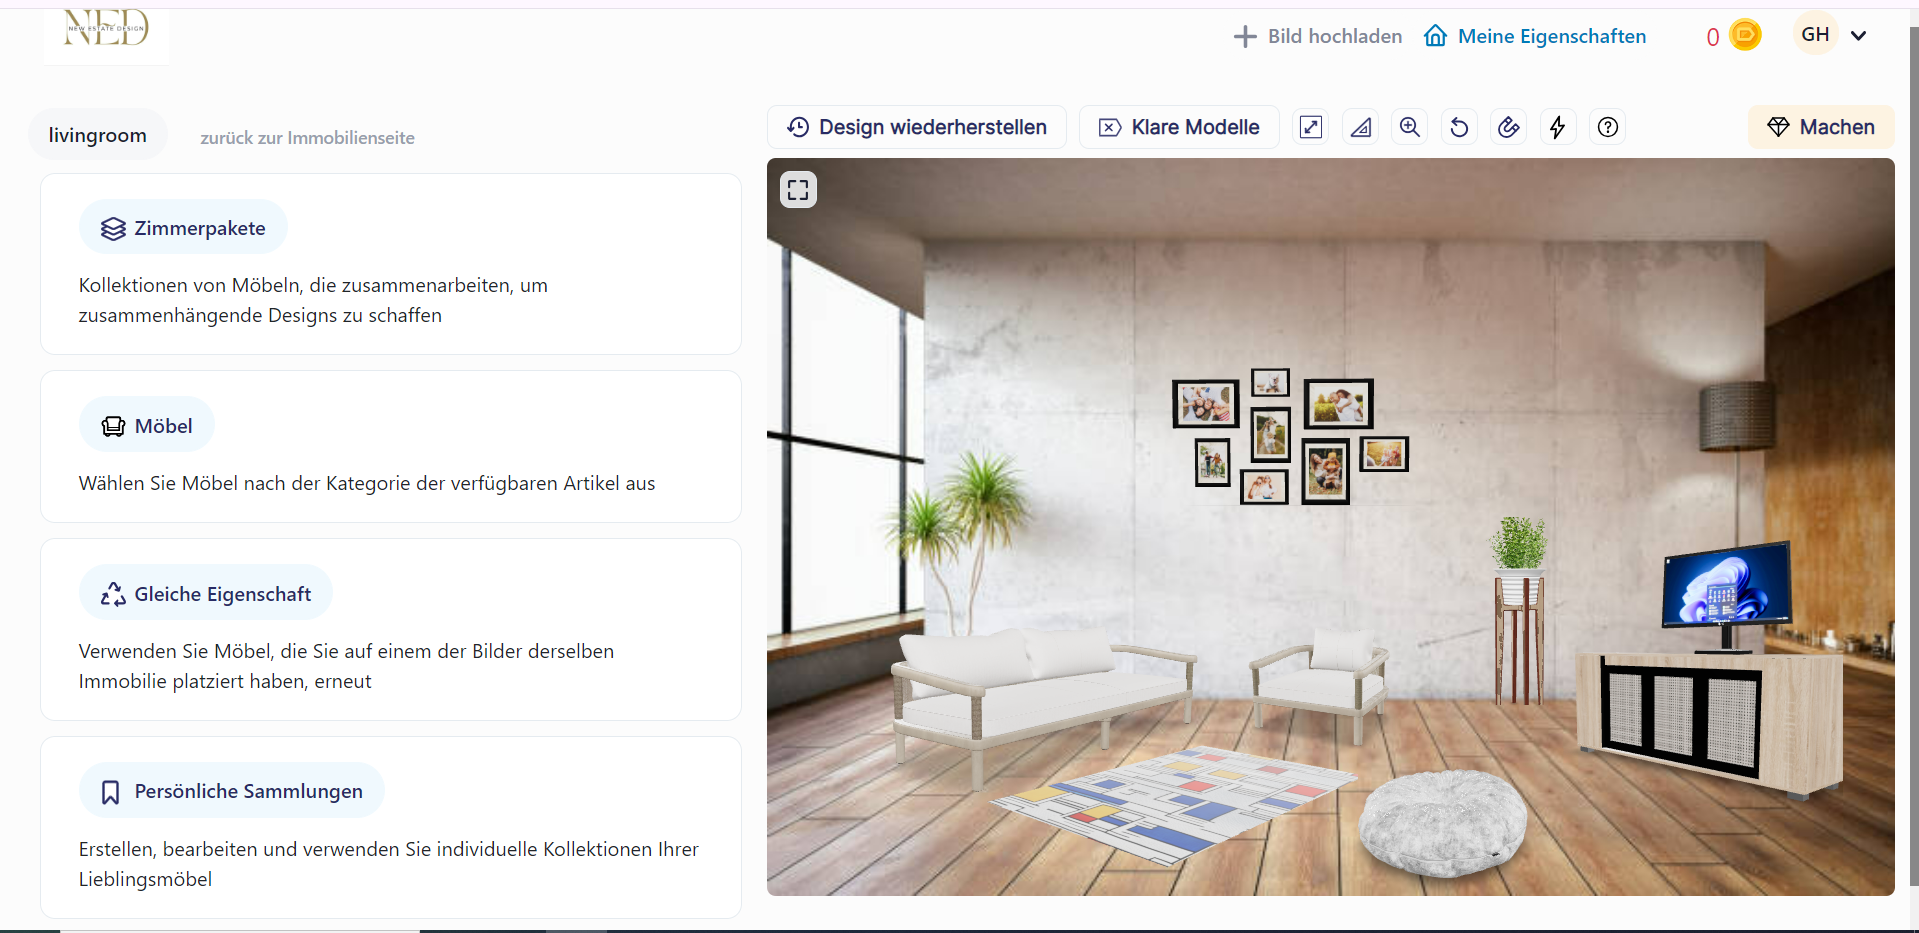 NED
NEW ESTATE DESIGN
Bild hochladen
Meine Eigenschaften
0
GH
livingroom
zurück zur Immobilienseite
Design wiederherstellen
Klare Modelle
Machen
Zimmerpakete
Kollektionen von Möbeln, die zusammenarbeiten, um
zusammenhängende Designs zu schaffen
Möbel
Wählen Sie Möbel nach der Kategorie der verfügbaren Artikel aus
Gleiche Eigenschaft
Verwenden Sie Möbel, die Sie auf einem der Bilder derselben
Immobilie platziert haben, erneut
Persönliche Sammlungen
Erstellen, bearbeiten und verwenden Sie individuelle Kollektionen Ihrer
Lieblingsmöbel